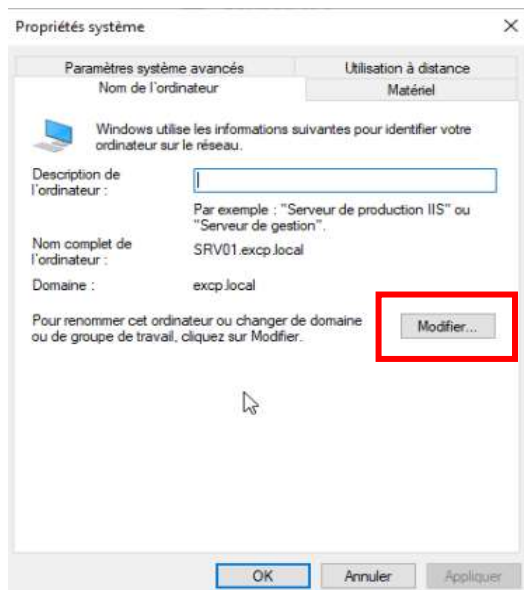 Propriétés système
Paramètres système avancés
Utilisation à distance
Nom de l'ordinateur
Matériel
Windows utilise les informations suivantes pour identifier votre
ordinateur sur le réseau.
Description de
l'ordinateur :
Par exemple : "Serveur de production IIS" ou
"Serveur de gestion".
Nom complet de
l'ordinateur :
SRV01.excp.local
Domaine :
excp.local
Pour renommer cet ordinateur ou changer de domaine
ou de groupe de travail, cliquez sur Modifier.
Modifier...
OK
Annuler
Appliquer